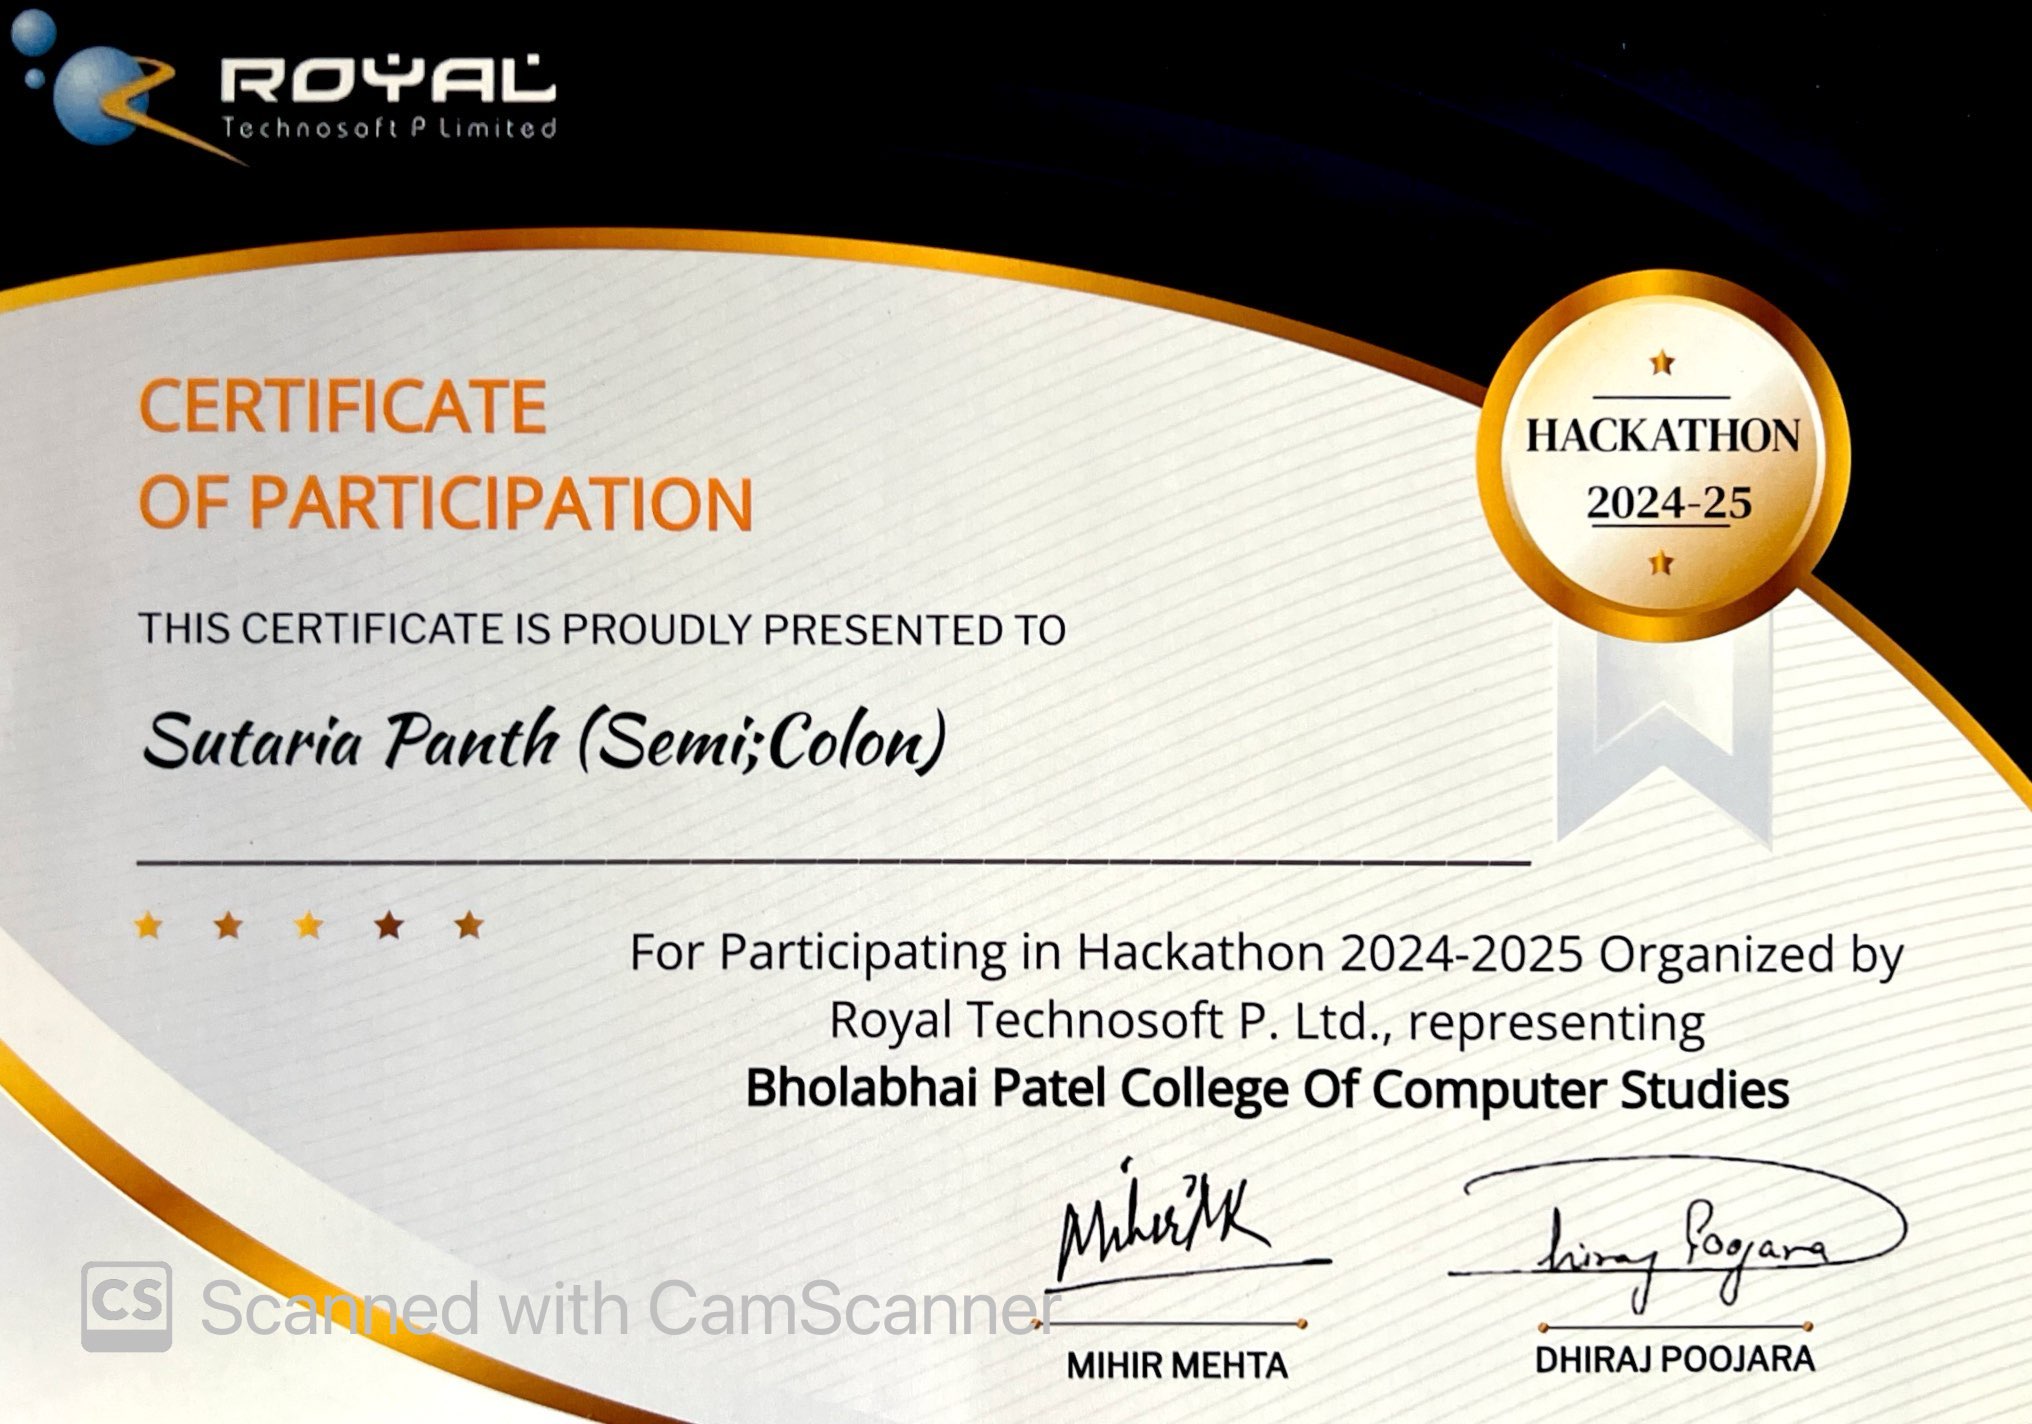 ROYAL
Technosoft P Limited
CERTIFICATE
OF PARTICIPATION
HACKATHON
2024-25
THIS CERTIFICATE IS PROUDLY PRESENTED TO
Sutaria Panth (Semi;Colon)
For Participating in Hackathon 2024-2025 Organized by
Royal Technosoft P. Ltd., representing
Bholabhai Patel College Of Computer Studies
Mihir MK
Dhiraj Poojara
MIHIR MEHTA
DHIRAJ POOJARA
CS Scanned with CamScanner